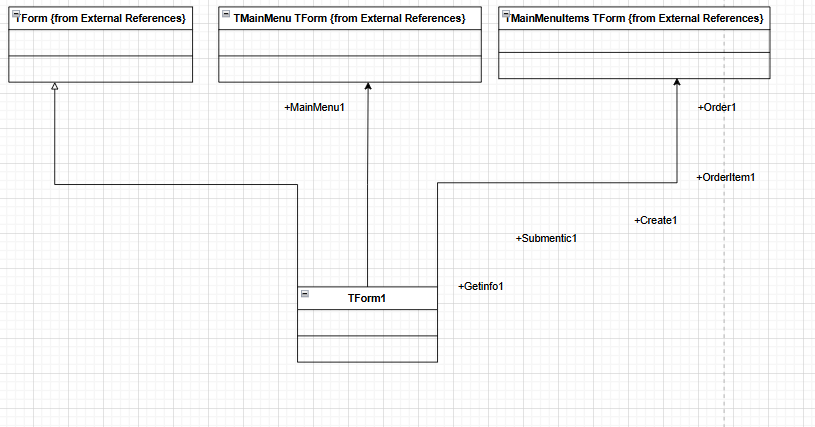 TForm {from External References}
TMainMenu TForm {from External References}
TMainMenuItems TForm {from External References}
+MainMenu1
+Order1
+OrderItem1
+Create1
+Submentic1
+Getinfo1
TForm1